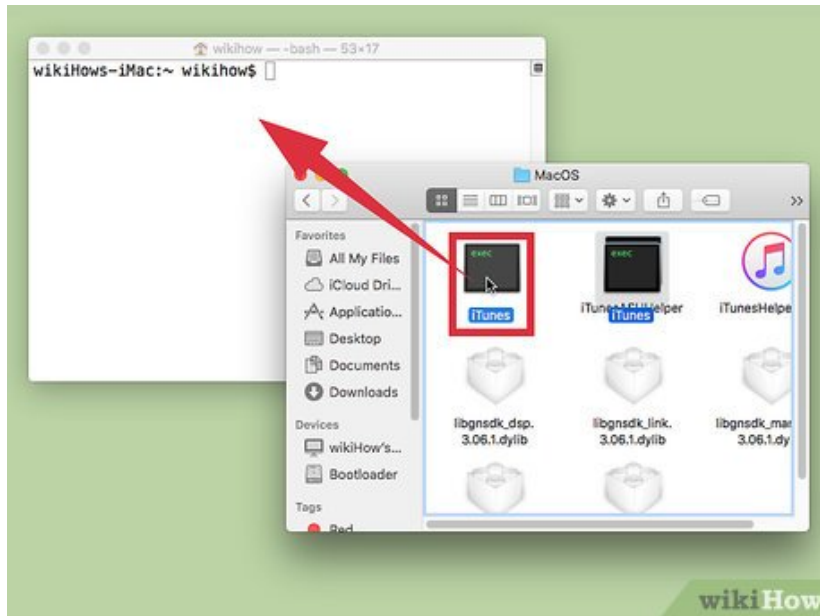 wikihow — -bash — 53×17
wikiHows-iMac:~ wikihow$
MacOS
Favorites
All My Files
iCloud Dri...
Applicatio...
Desktop
Documents
Downloads
Devices
wikiHow's...
Bootloader
Tags
Red
exec
iTunes
exec
iTunes
iTunesHelpe
libgnsdk_dsp.
3.06.1.dylib
libgnsdk_link.
3.06.1.dylib
libgnsdk_mar
3.06.1.dy
wikiHow